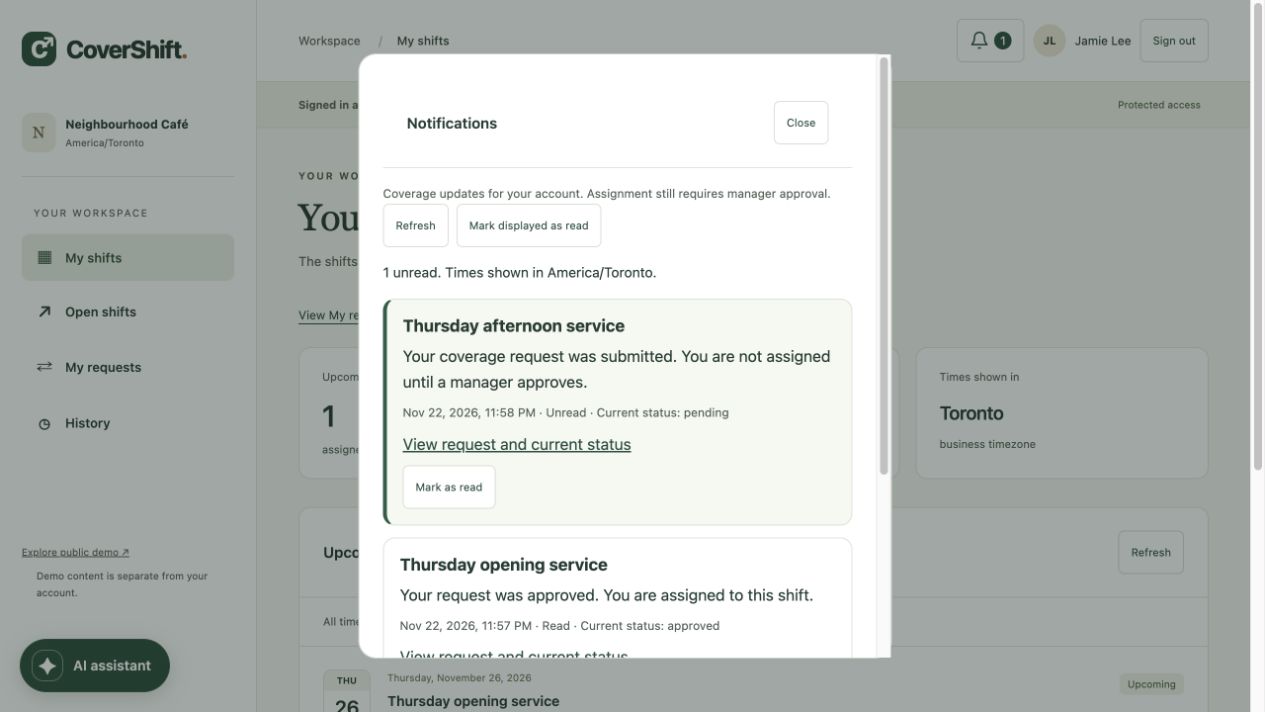 CoverShift.
Workspace / My shifts
1
JL Jamie Lee
Sign out
N
Neighbourhood Café
America/Toronto
Signed in a
Protected access
YOUR WORKSPACE
My shifts
Open shifts
My requests
History
Explore public demo ↗
Demo content is separate from your
account.
AI assistant
YOUR WO
You
The shifts
View My re
Upcom
1
assigne
Times shown in
Toronto
business timezone
Upco
Refresh
All time
THU
26
Thursday, November 26, 2026
Thursday opening service
Upcoming
Notifications
Close
Coverage updates for your account. Assignment still requires manager approval.
Refresh
Mark displayed as read
1 unread. Times shown in America/Toronto.
Thursday afternoon service
Your coverage request was submitted. You are not assigned
until a manager approves.
Nov 22, 2026, 11:58 PM · Unread · Current status: pending
View request and current status
Mark as read
Thursday opening service
Your request was approved. You are assigned to this shift.
Nov 22, 2026, 11:57 PM · Read · Current status: approved
View request and current status